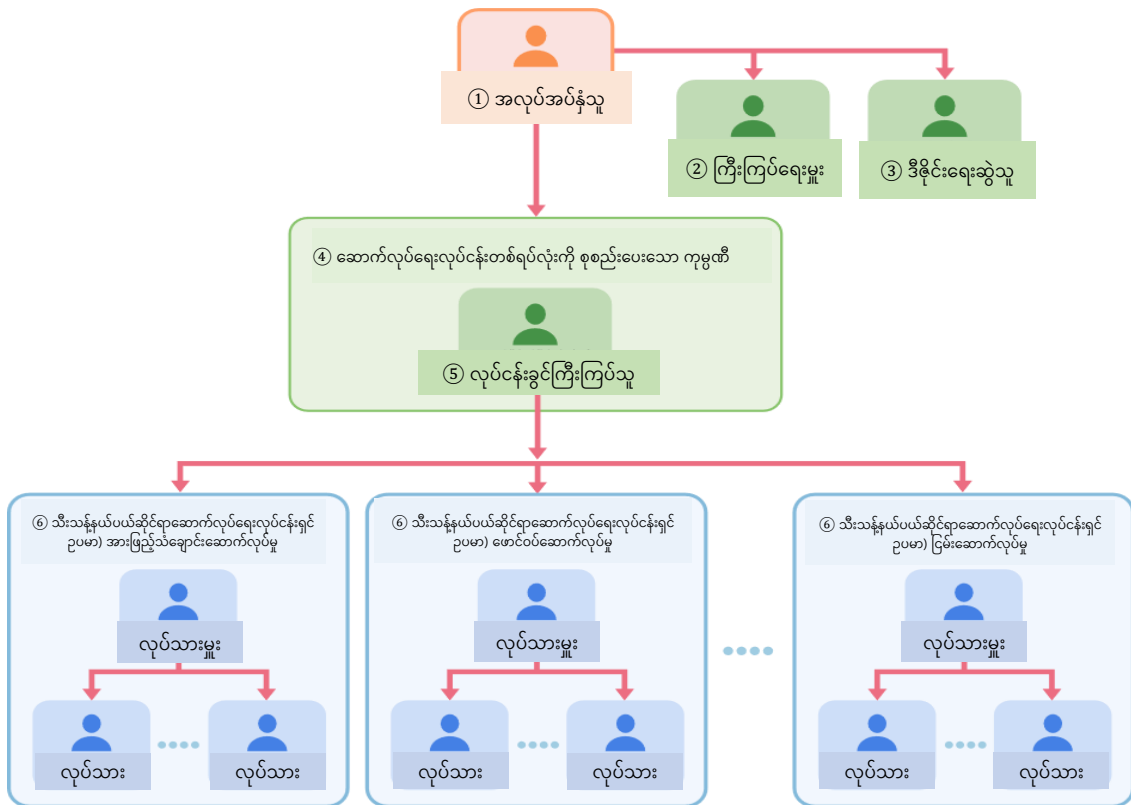 ① အလုပ်အပ်နှံသူ
② ကြီးကြပ်ရေးမှူး
③ ဒီဇိုင်းရေးဆွဲသူ
④ ဆောက်လုပ်ရေးလုပ်ငန်းတစ်ရပ်လုံးကို စုစည်းပေးသော ကုမ္ပဏီ
⑤ လုပ်ငန်းခွင်ကြီးကြပ်သူ
⑥ သီးသန့်နယ်ပယ်ဆိုင်ရာဆောက်လုပ်ရေးလုပ်ငန်းရှင်
ဥပမာ) အားဖြည့်သံချောင်းဆောက်လုပ်မှု
လုပ်သားမှူး
လုပ်သား
လုပ်သား
⑥ သီးသန့်နယ်ပယ်ဆိုင်ရာဆောက်လုပ်ရေးလုပ်ငန်းရှင်
ဥပမာ) ဖောင်ဝပ်ဆောက်လုပ်မှု
လုပ်သားမှူး
လုပ်သား
လုပ်သား
⑥ သီးသန့်နယ်ပယ်ဆိုင်ရာဆောက်လုပ်ရေးလုပ်ငန်းရှင်
ဥပမာ) ငြမ်းဆောက်လုပ်မှု
လုပ်သားမှူး
လုပ်သား
လုပ်သား